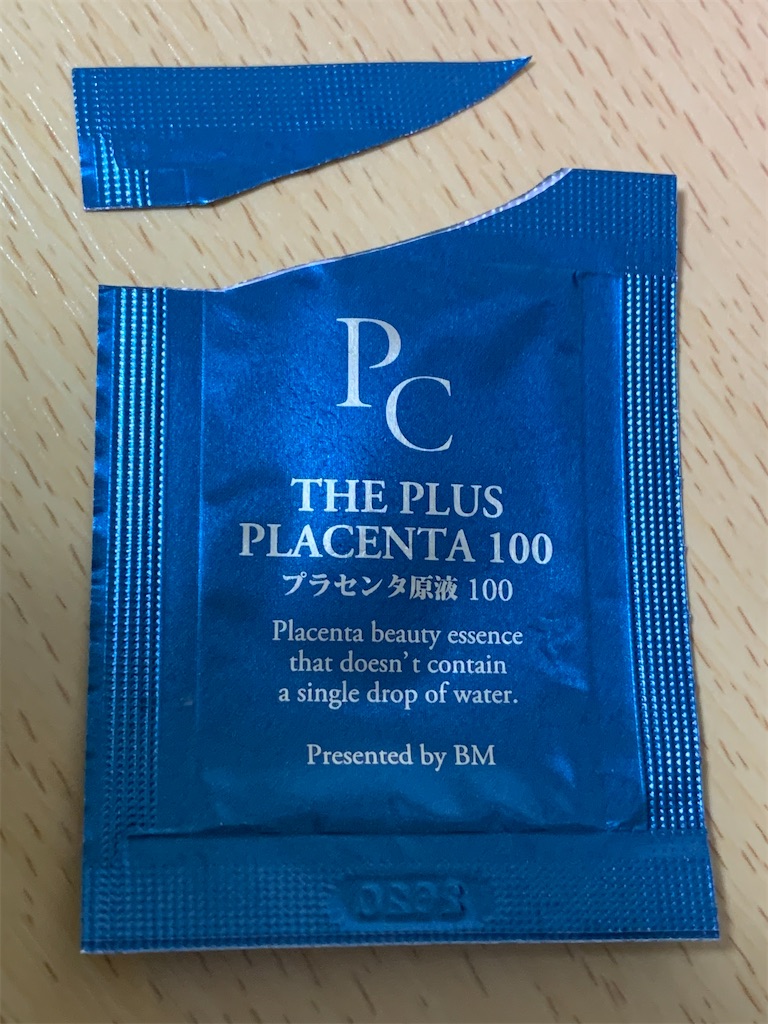 PC
THE PLUS
PLACENTA 100
プラセンタ原液 100
Placenta beauty essence
that doesn't contain
a single drop of water.
Presented by BM